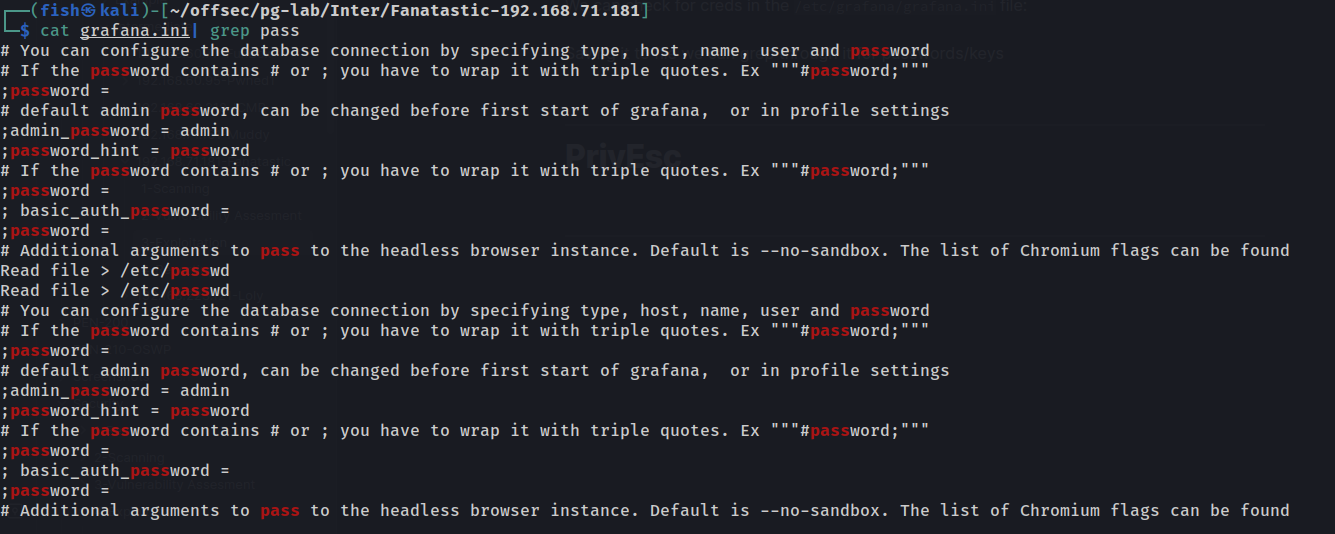 (fish㉿kali)-[~/offsec/pg-lab/Inter/Fanatastic-192.168.71.181]
$ cat grafana.ini| grep pass
# You can configure the database connection by specifying type, host, name, user and password
# If the password contains # or ; you have to wrap it with triple quotes. Ex """#password;"""
;password =
# default admin password, can be changed before first start of grafana,  or in profile settings
;admin_password = admin
;password_hint = password
# If the password contains # or ; you have to wrap it with triple quotes. Ex """#password;"""
;password =
; basic_auth_password =
;password =
# Additional arguments to pass to the headless browser instance. Default is --no-sandbox. The list of Chromium flags can be found
Read file > /etc/passwd
Read file > /etc/passwd
# You can configure the database connection by specifying type, host, name, user and password
# If the password contains # or ; you have to wrap it with triple quotes. Ex """#password;"""
;password =
# default admin password, can be changed before first start of grafana,  or in profile settings
;admin_password = admin
;password_hint = password
# If the password contains # or ; you have to wrap it with triple quotes. Ex """#password;"""
;password =
; basic_auth_password =
;password =
# Additional arguments to pass to the headless browser instance. Default is --no-sandbox. The list of Chromium flags can be found
PrivEsc